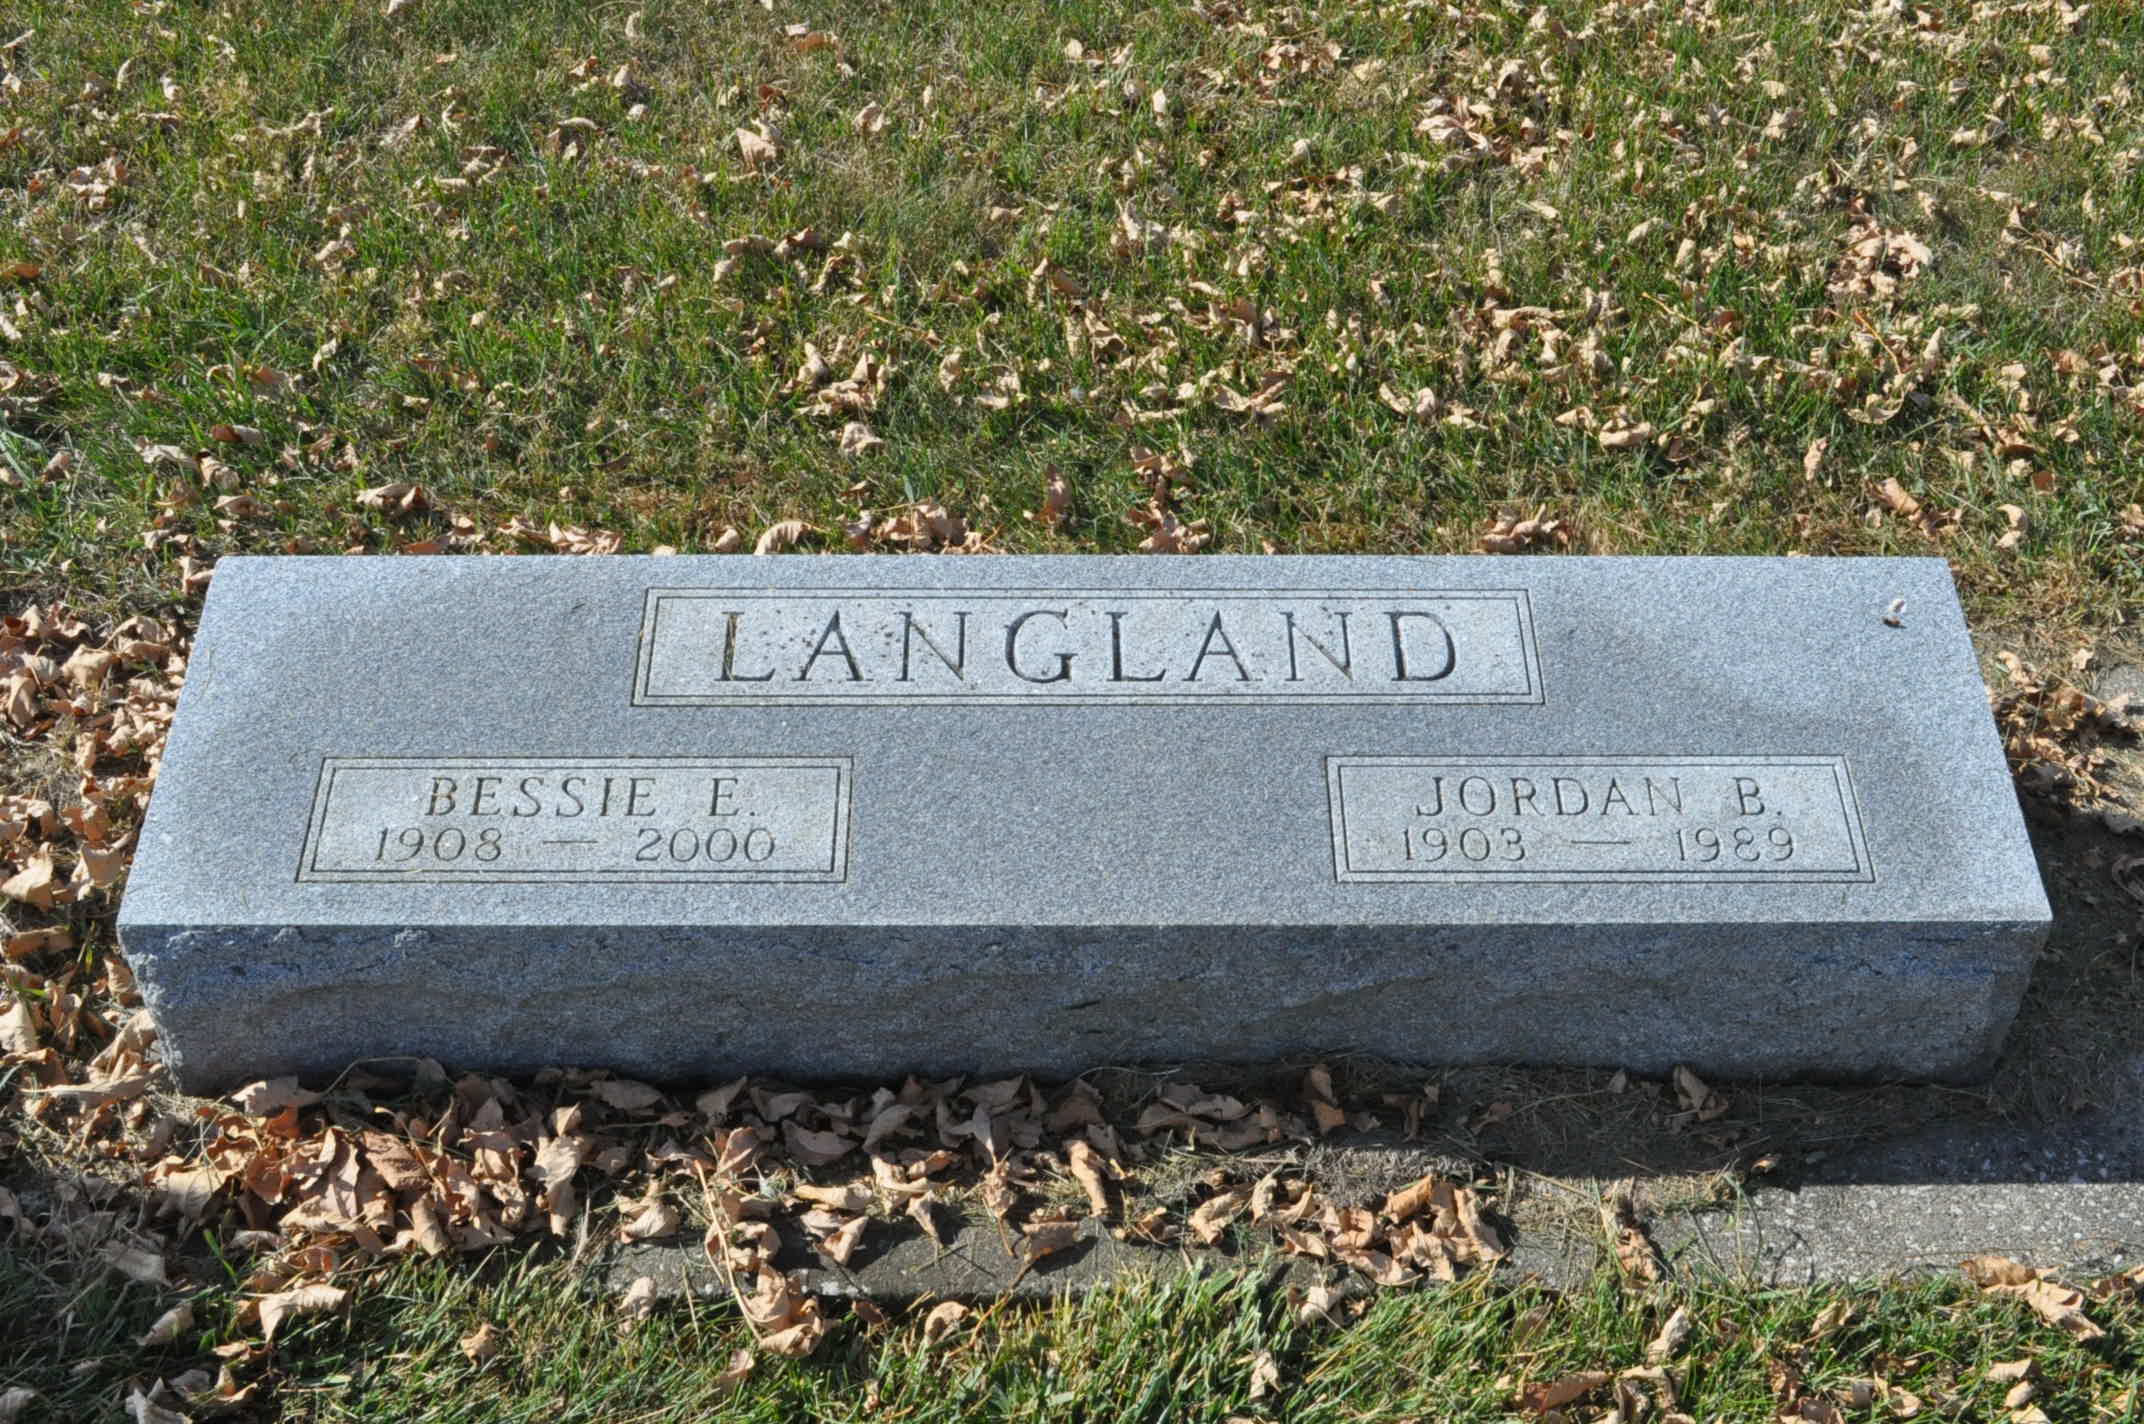 LANGLAND
BESSIE E.
1908 — 2000
JORDAN B.
1903 — 1989